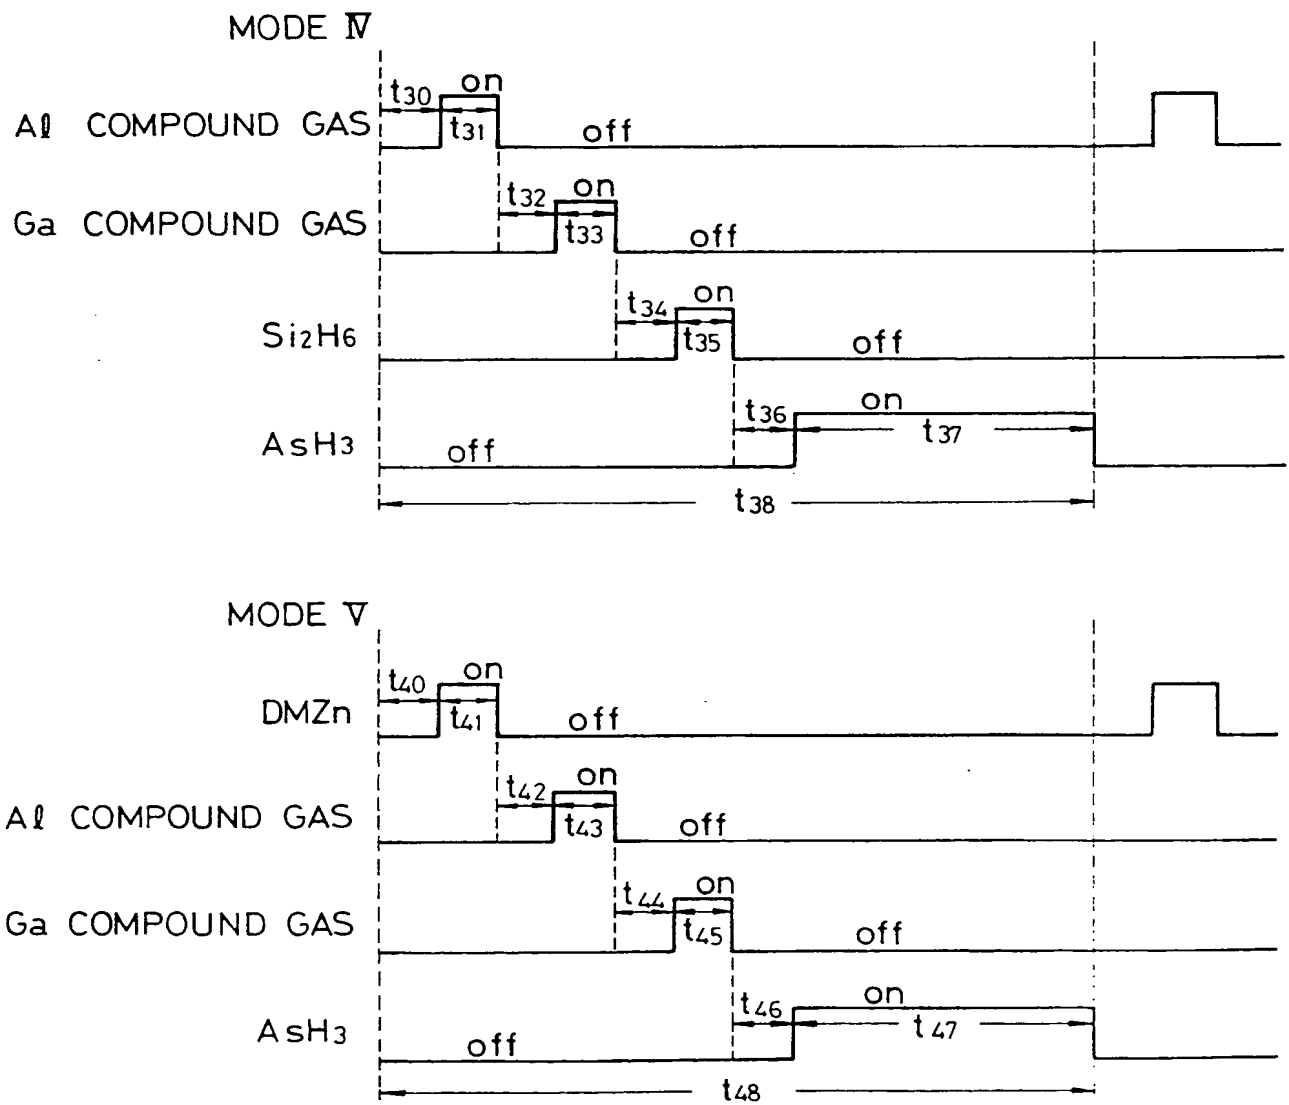 MODE Ⅳ
t30 on
Aℓ COMPOUND GAS t31 off
t32 on
Ga COMPOUND GAS t33 off
t34 on
Si2H6 t35 off
t36 on
AsH3 off t37
t38
MODE Ⅴ
t40 on
DMZn t41 off
t42 on
Aℓ COMPOUND GAS t43 off
t44 on
Ga COMPOUND GAS t45 off
t46 on
AsH3 off t47
t48